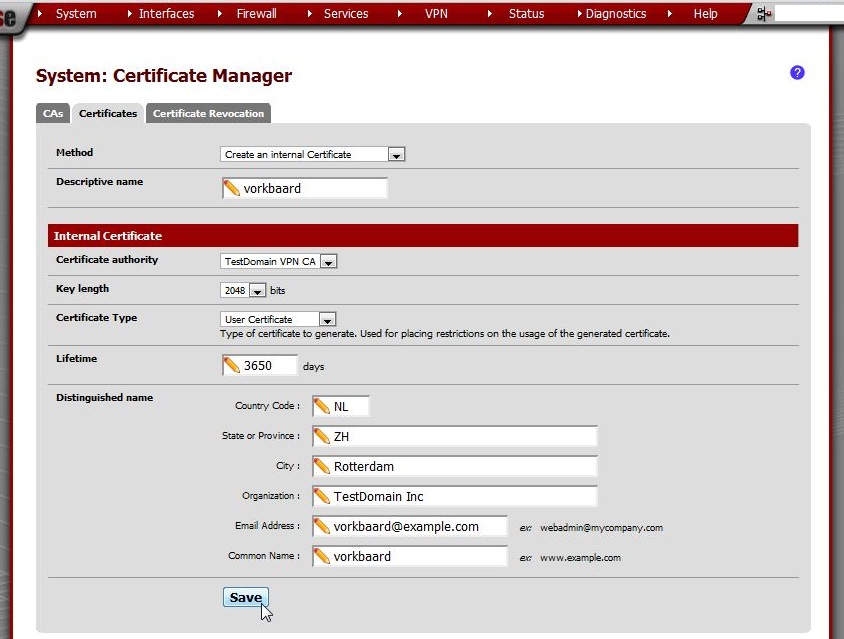 se System Interfaces Firewall Services VPN Status Diagnostics Help
System: Certificate Manager ?
CAs Certificates Certificate Revocation
Method Create an internal Certificate
Descriptive name vorkbaard
Internal Certificate
Certificate authority TestDomain VPN CA
Key length 2048 bits
Certificate Type User Certificate
Type of certificate to generate. Used for placing restrictions on the usage of the generated certificate.
Lifetime 3650 days
Distinguished name
Country Code : NL
State or Province : ZH
City : Rotterdam
Organization : TestDomain Inc
Email Address : vorkbaard@example.com ex: webadmin@mycompany.com
Common Name : vorkbaard ex: www.example.com
Save